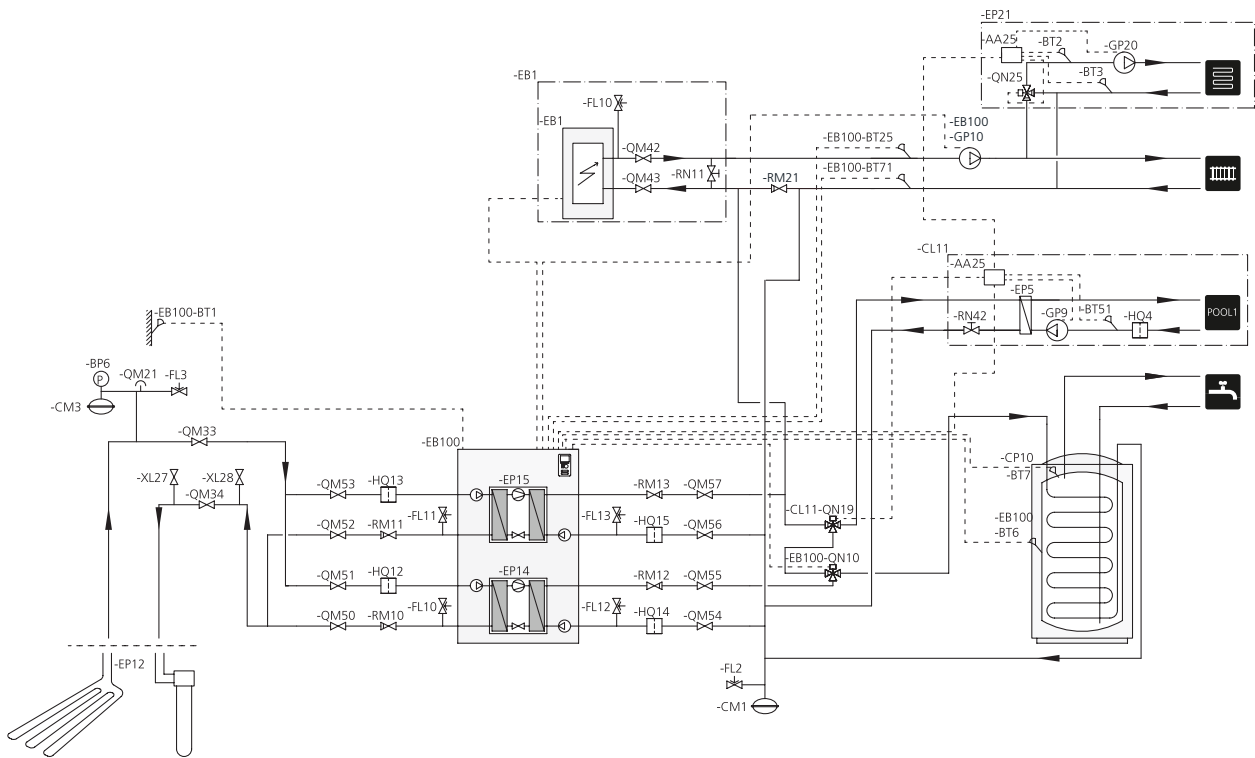 -EP21
-AA25
-BT2
-GP20
-QN25
-BT3
-EB1
-FL10
-EB1
-QM42
-QM43
-RN11
-RM21
-EB100-BT25
-EB100-BT71
-EB100
-GP10
-CL11
-AA25
-EP5
-RN42
-GP9
-BT51
-HQ4
POOL1
-EB100-BT1
-BP6
P
-QM21
-FL3
-CM3
-QM33
-XL27
-XL28
-QM34
-EB100
-QM53
-HQ13
-EP15
-RM13
-QM57
-QM52
-RM11
-FL11
-FL13
-HQ15
-QM56
-CL11-QN19
-QM51
-HQ12
-EP14
-RM12
-QM55
-EB100-QN10
-QM50
-RM10
-FL10
-FL12
-HQ14
-QM54
-CP10
-BT7
-EB100
-BT6
-EP12
-FL2
-CM1